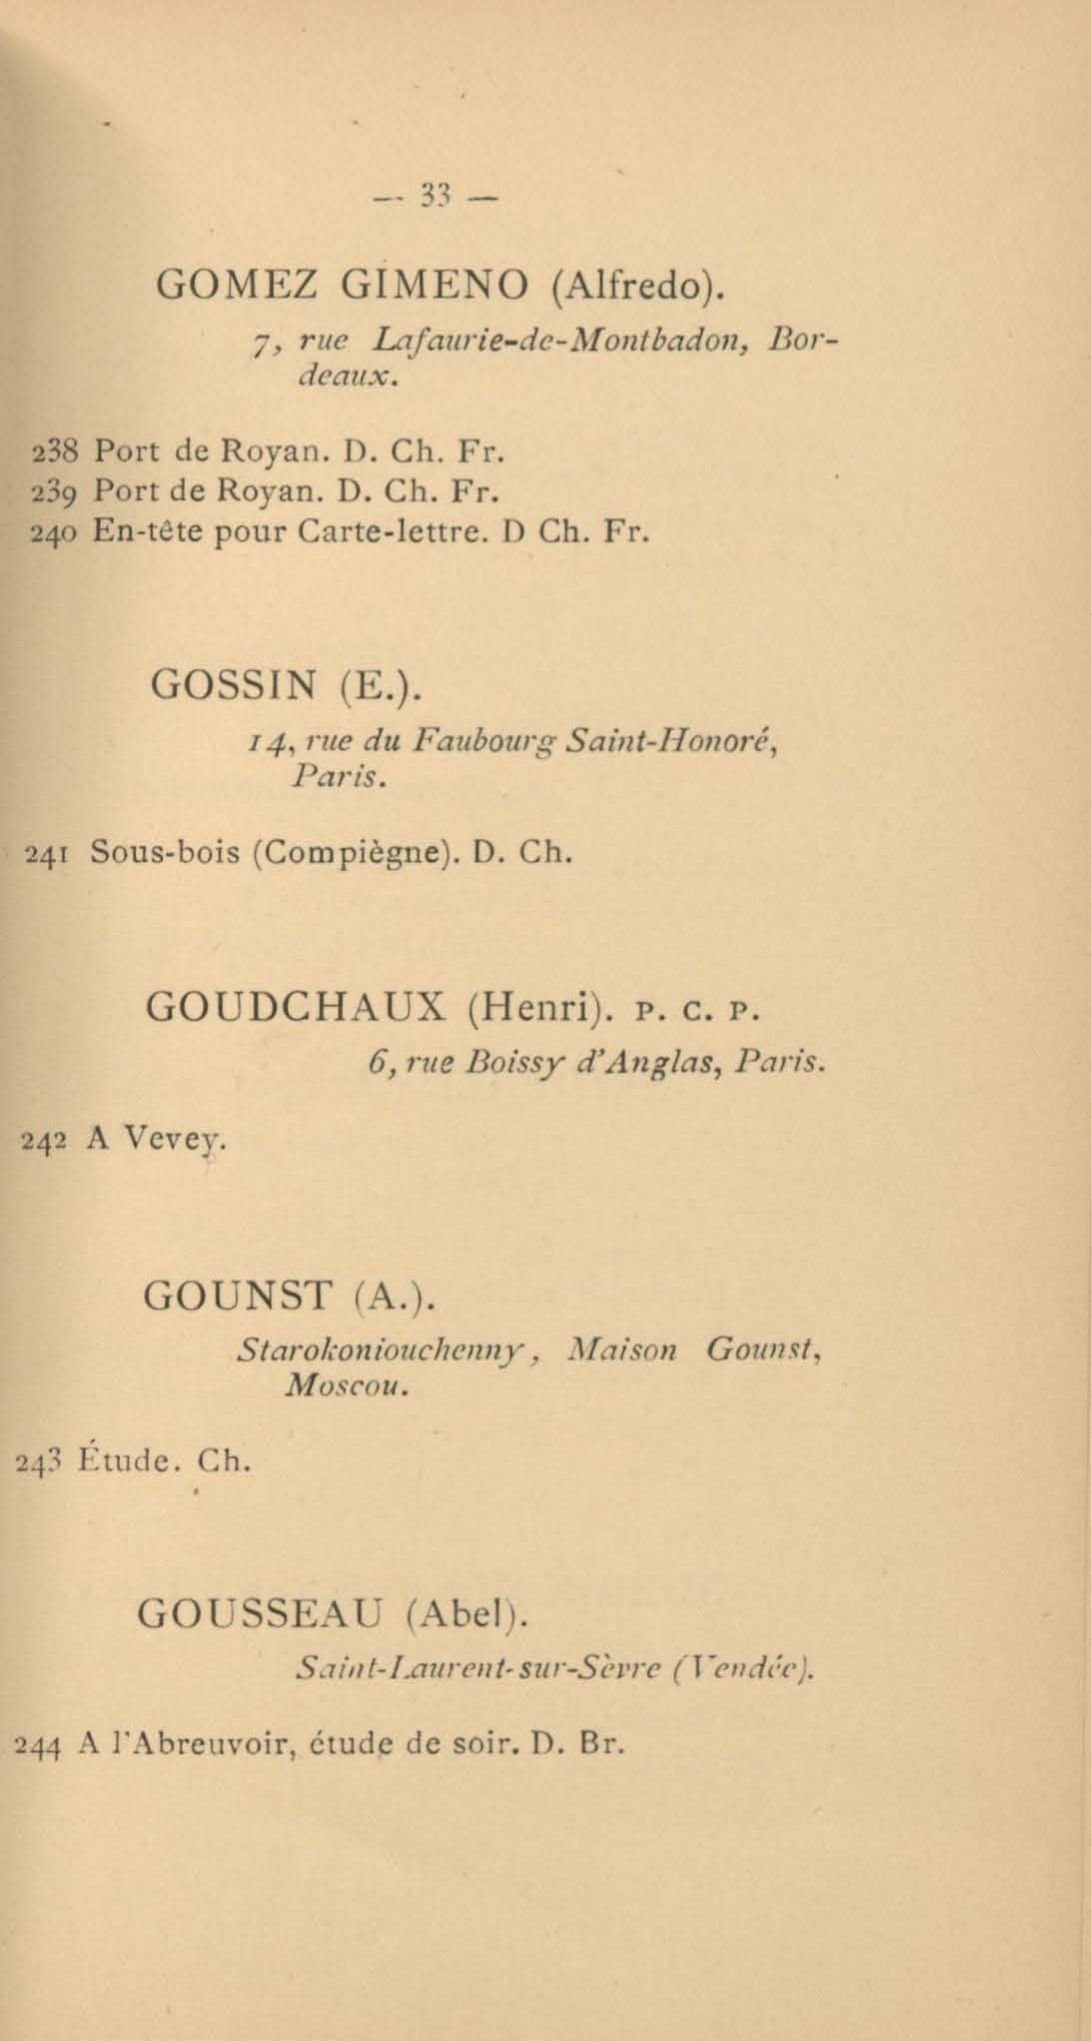 — 33 —
GOMEZ GIMENO (Alfredo).
7, rue Lafaurie-de-Montbadon, Bor-
deaux.
238 Port de Royan. D. Ch. Fr.
239 Port de Royan. D. Ch. Fr.
240 En-tête pour Carte-lettre. D Ch. Fr.
GOSSIN (E.).
14, rue du Faubourg Saint-Honoré,
Paris.
241 Sous-bois (Compiègne). D. Ch.
GOUDCHAUX (Henri). P. C. P.
6, rue Boissy d'Anglas, Paris.
242 A Vevey.
GOUNST (A.).
Starokoniouchenny, Maison Gounst,
Moscou.
243 Étude. Ch.
GOUSSEAU (Abel).
Saint-Laurent-sur-Sèvre (Vendée).
244 A l'Abreuvoir, étude de soir. D. Br.